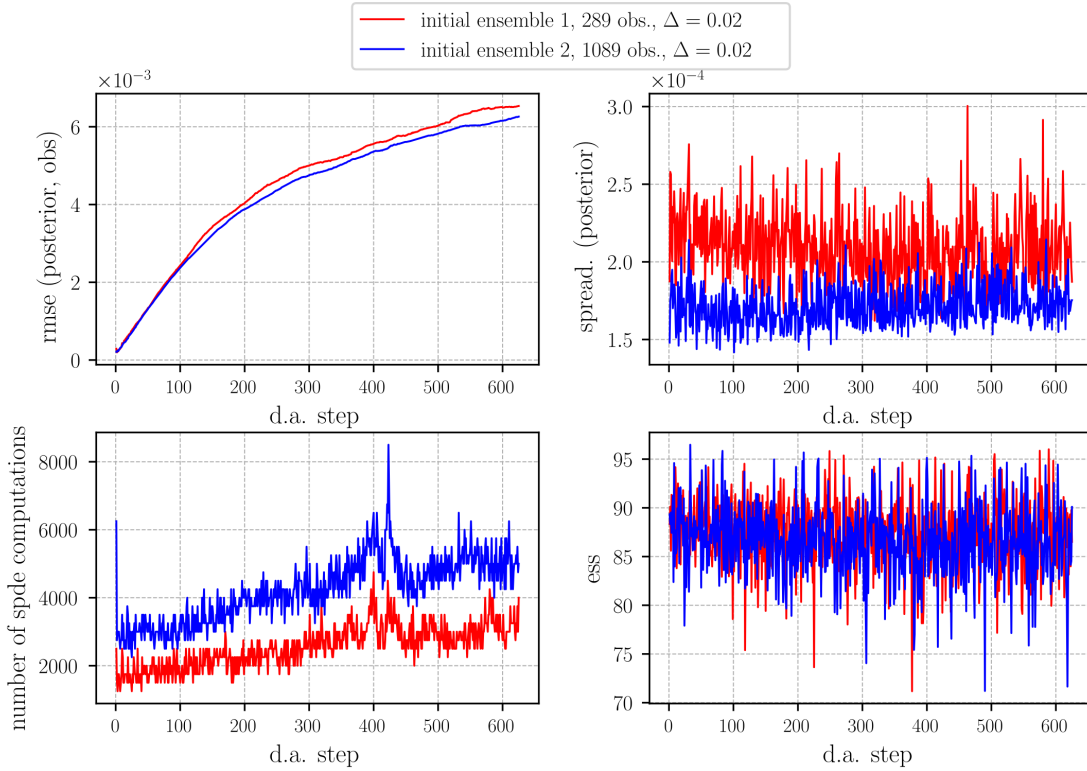 initial ensemble 1, 289 obs., Δ = 0.02
initial ensemble 2, 1089 obs., Δ = 0.02
×10⁻³
6
4
2
0
rmse (posterior, obs)
0 100 200 300 400 500 600
d.a. step
×10⁻⁴
3.0
2.5
2.0
1.5
spread. (posterior)
0 100 200 300 400 500 600
d.a. step
8000
6000
4000
2000
number of spde computations
0 100 200 300 400 500 600
d.a. step
95
90
85
80
75
70
ess
0 100 200 300 400 500 600
d.a. step